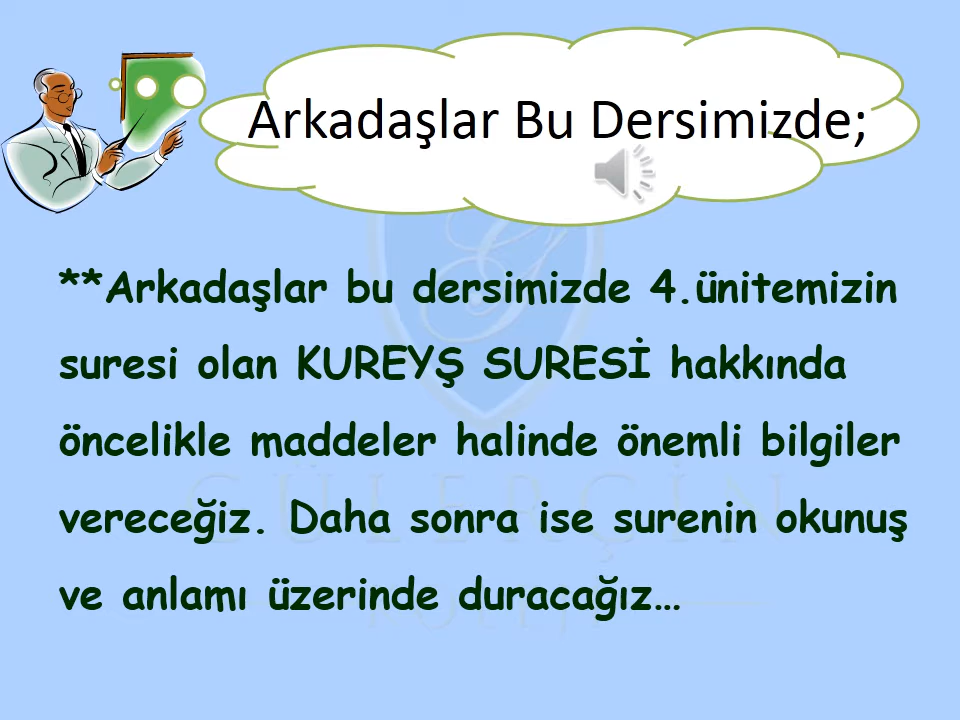 Arkadaşlar Bu Dersimizde;
**Arkadaşlar bu dersimizde 4.ünitemizin
suresi olan KUREYŞ SURESİ hakkında
öncelikle maddeler halinde önemli bilgiler
vereceğiz. Daha sonra ise surenin okunuş
ve anlamı üzerinde duracağız…
GÜLERÇİN